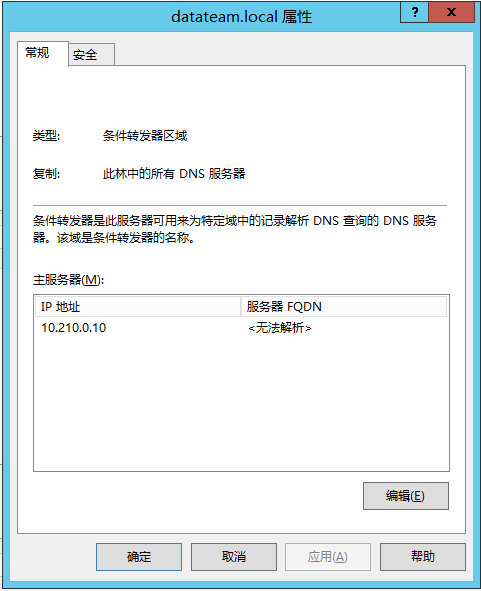 datateam.local 属性
? x
常规 安全
类型: 条件转发器区域
复制: 此林中的所有 DNS 服务器
条件转发器是此服务器可用来为特定域中的记录解析 DNS 查询的 DNS 服务
器。该域是条件转发器的名称。
主服务器(M):
IP 地址 服务器 FQDN
10.210.0.10 <无法解析>
编辑(E)
确定 取消 应用(A) 帮助